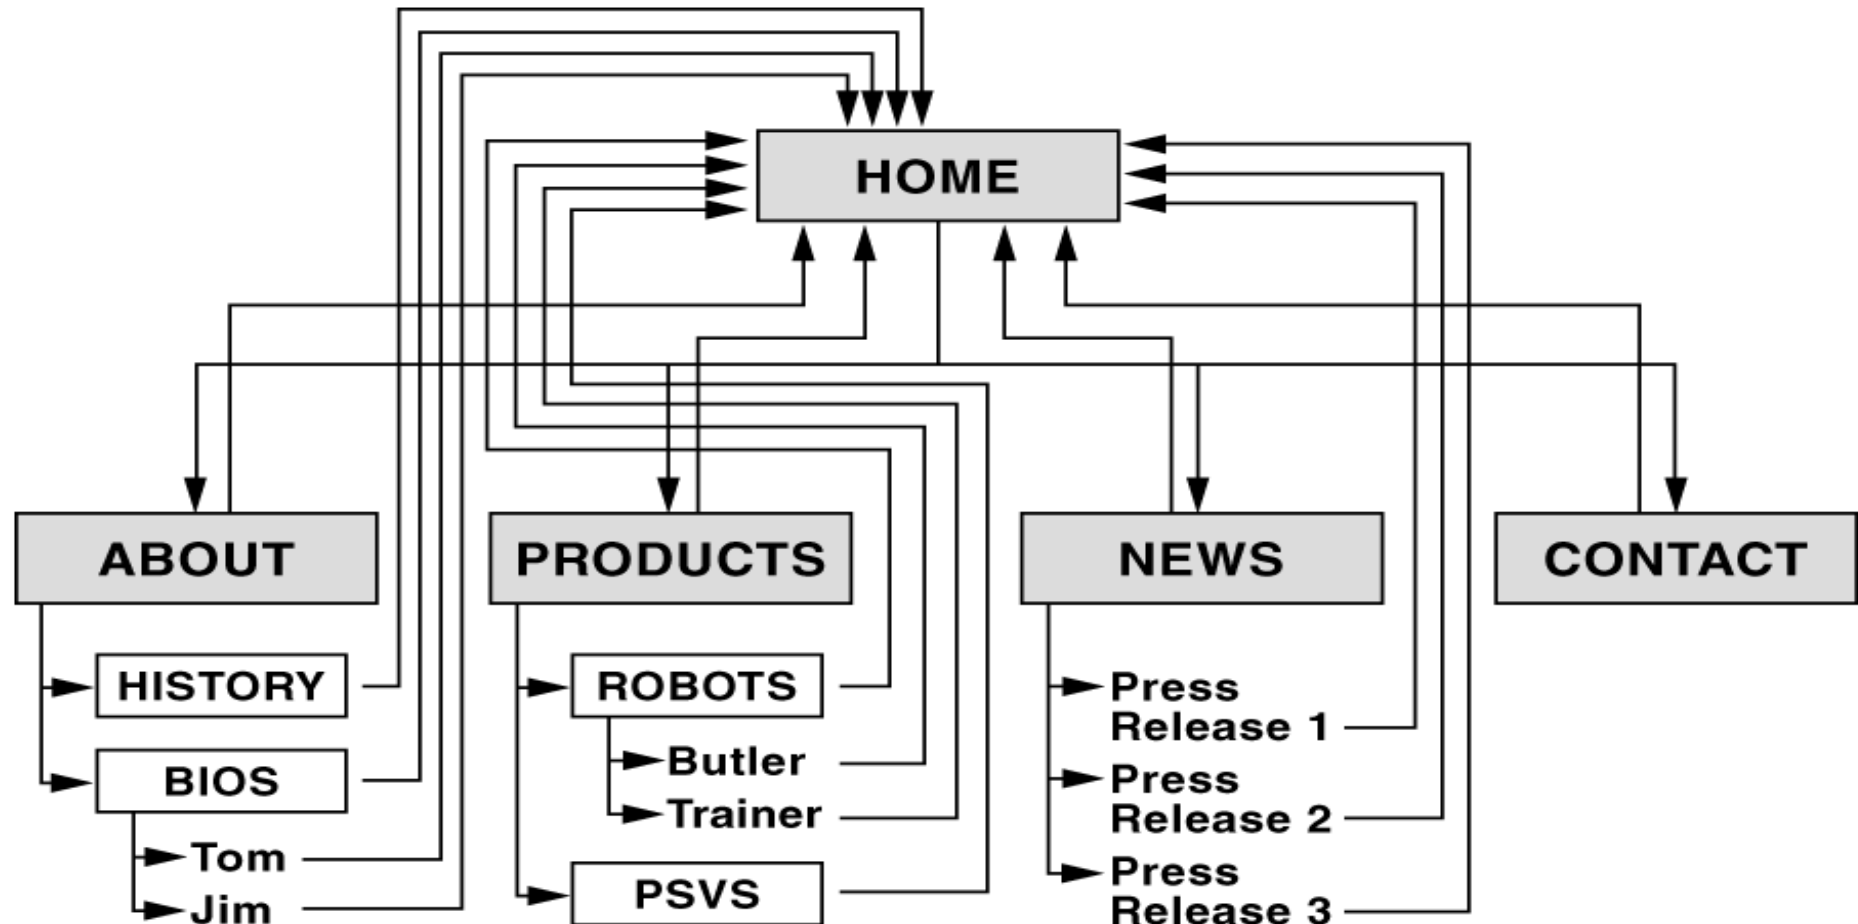 HOME
ABOUT
HISTORY
BIOS
Tom
Jim
PRODUCTS
ROBOTS
Butler
Trainer
PSVS
NEWS
Press
Release 1
Press
Release 2
Press
Release 3
CONTACT